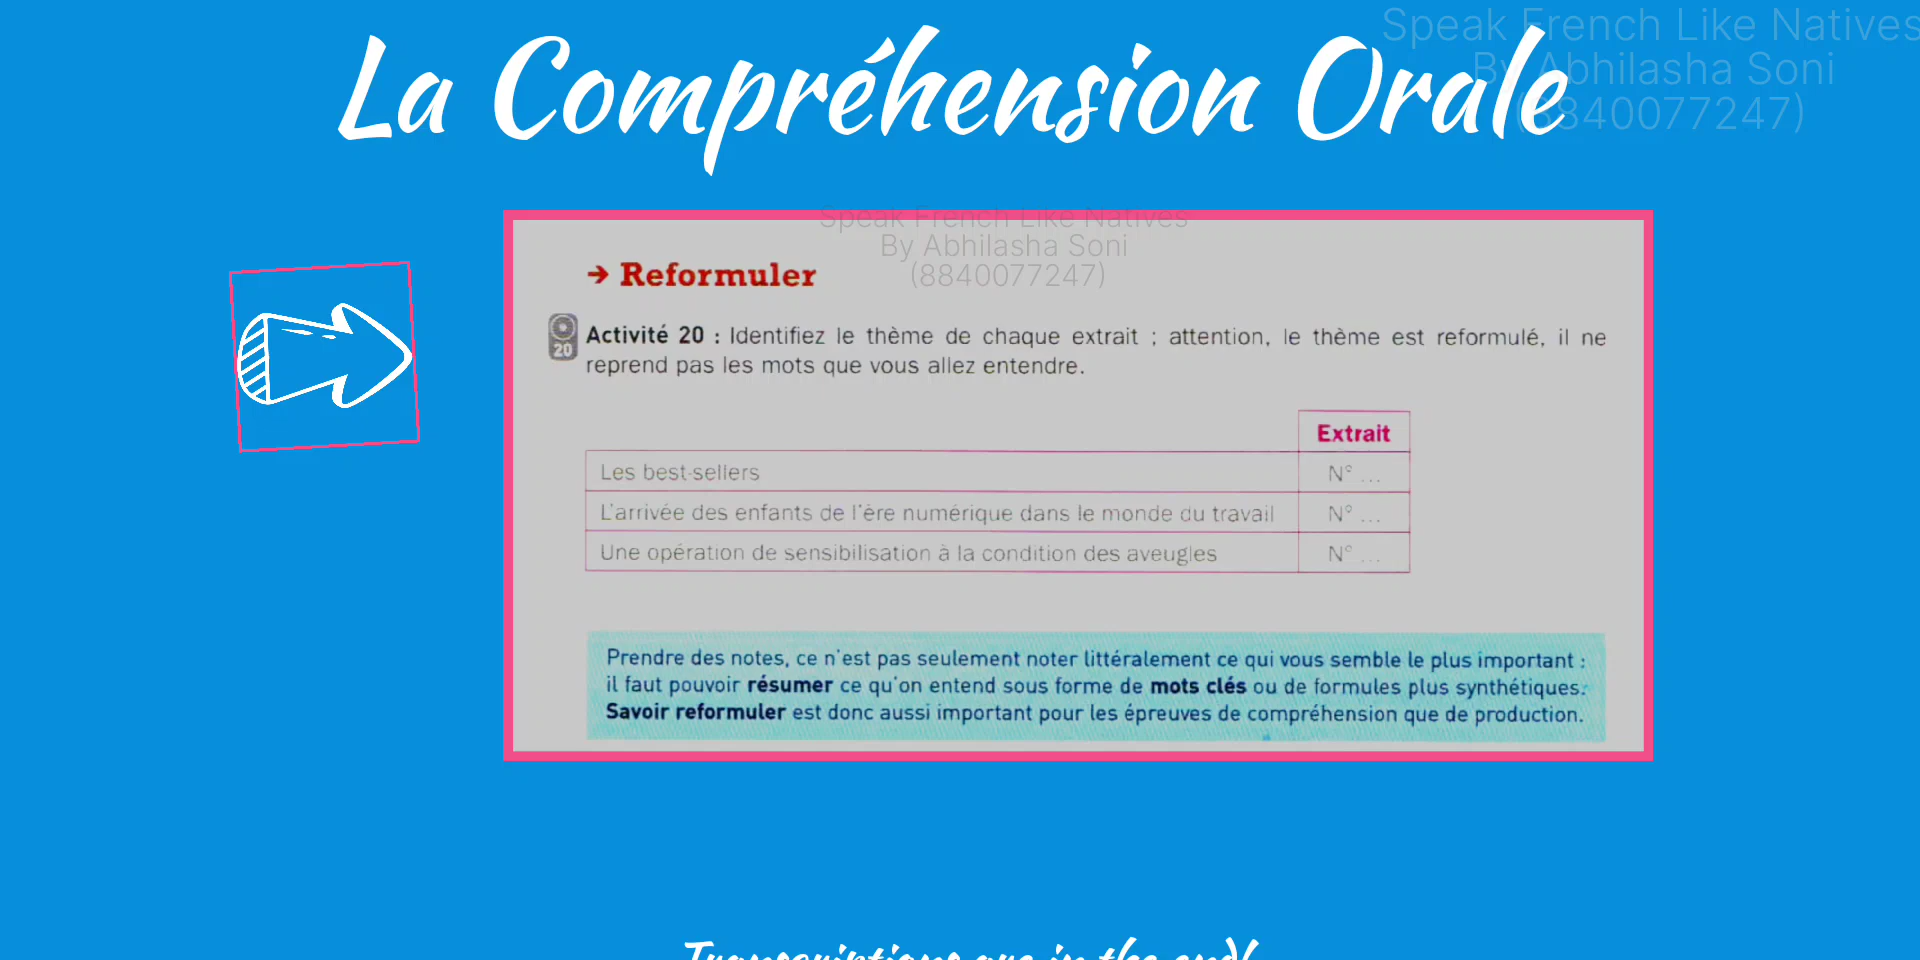 La Compréhension Orale
Speak French Like Natives
By Abhilasha Soni
(8840077247)
Speak French Like Natives
By Abhilasha Soni
(8840077247)
→ Reformuler
20
Activité 20 : Identifiez le thème de chaque extrait ; attention, le thème est reformulé, il ne
reprend pas les mots que vous allez entendre.
Extrait
Les best-sellers N° ...
L'arrivée des enfants de l'ère numérique dans le monde du travail N° ...
Une opération de sensibilisation à la condition des aveugles N° ...
Prendre des notes, ce n'est pas seulement noter littéralement ce qui vous semble le plus important :
il faut pouvoir résumer ce qu'on entend sous forme de mots clés ou de formules plus synthétiques.
Savoir reformuler est donc aussi important pour les épreuves de compréhension que de production.
Transcriptions are in the end!